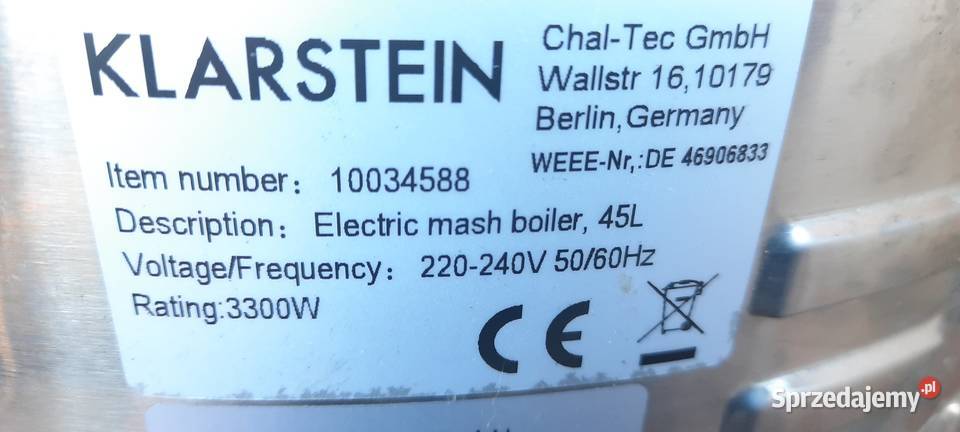 KLARSTEIN
Chal-Tec GmbH
Wallstr 16,10179
Berlin,Germany
WEEE-Nr,:DE 46906833
Item number: 10034588
Description: Electric mash boiler, 45L
Voltage/Frequency: 220-240V 50/60Hz
Rating:3300W
CE
Sprzedajemy.pl